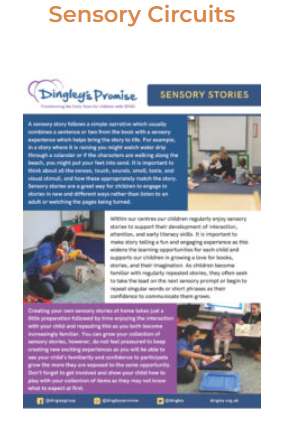 Sensory Circuits
Dingley's Promise
Transforming the Early Years for children with SEND
SENSORY STORIES
A sensory story follows a simple narrative which usually
combines a sentence or two from the book with a sensory
experience which helps bring the story to life. For example,
in a story where it is raining you might watch water drip
through a colander or if the characters are walking along the
beach, you might put your feet into sand. It is important to
think about all the senses, touch, sounds, smell, taste, and
visual stimuli, and how these appropriately match the story.
Sensory stories are a great way for children to engage in
stories in new and different ways rather than listen to an
adult or watching the pages being turned.
Within our centres our children regularly enjoy sensory
stories to support their development of interaction,
attention, and early literacy skills. It is important to
make story telling a fun and engaging experience as this
widens the learning opportunities for each child and
supports our children in growing a love for books,
stories, and their imagination. As children become
familiar with regularly repeated stories, they often seek
to take the lead on the next sensory prompt or begin to
repeat singular words or short phrases as their
confidence to communicate them grows.
Creating your own sensory stories at home takes just a
little preparation followed by time enjoying the interaction
with your child and repeating this as you both become
increasingly familiar. You can grow your collection of
sensory stories, however, do not feel pressured to keep
creating new exciting experiences as you will be able to
see your child's familiarity and confidence to participate
grow the more they are exposed to the same opportunity.
Don't forget to get involved and show your child how to
play with your collection of items as they may not know
what to expect at first.
@dingleysgroup @dingleyspromise @dingley dingley.org.uk